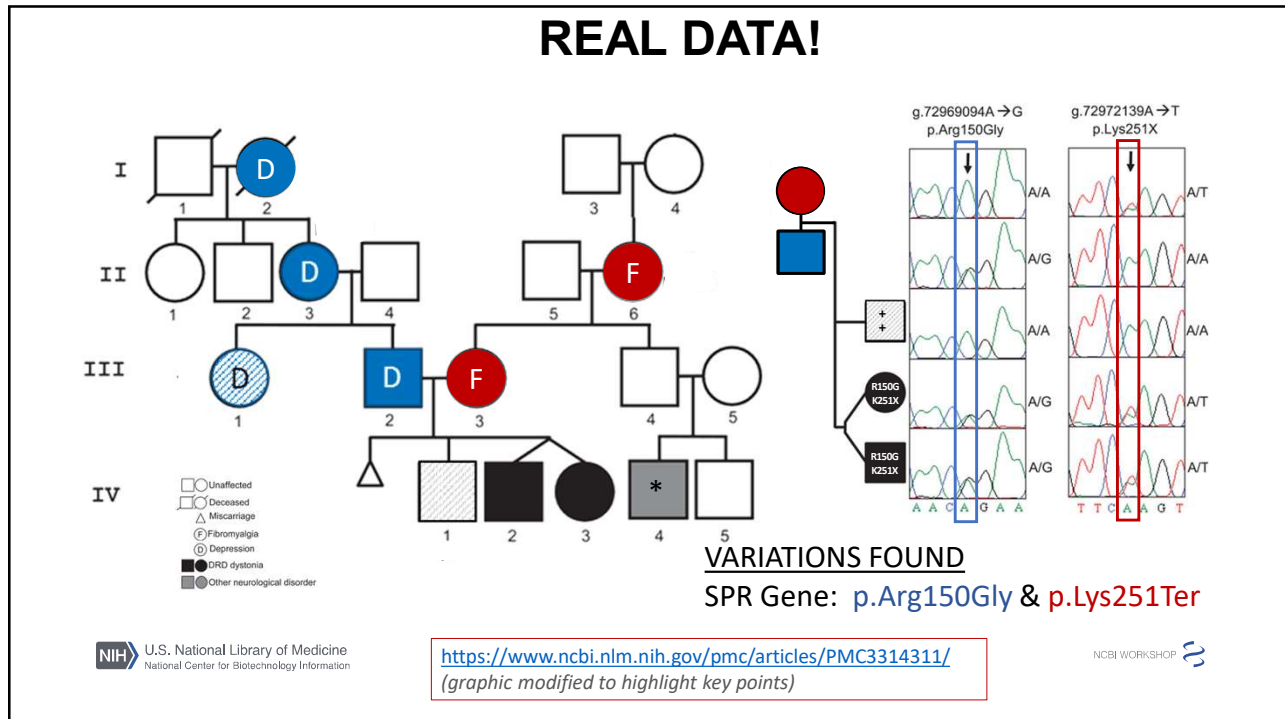 REAL DATA!
I
D
1
2
3
4
II
D
F
1
2
3
4
5
6
III
D
D
F
1
2
3
4
5
IV
*
1
2
3
4
5
Unaffected
Deceased
Miscarriage
F Fibromyalgia
D Depression
DRD dystonia
Other neurological disorder
g.72969094A→G
p.Arg150Gly
g.72972139A→T
p.Lys251X
A/A
A/T
A/G
A/A
+
+
A/A
A/A
R150G
K251X
A/G
A/T
R150G
K251X
A/G
A/T
A A C A G A A
T T C A A G T
VARIATIONS FOUND
SPR Gene: p.Arg150Gly & p.Lys251Ter
NIH U.S. National Library of Medicine
National Center for Biotechnology Information
https://www.ncbi.nlm.nih.gov/pmc/articles/PMC3314311/
(graphic modified to highlight key points)
NCBI WORKSHOP